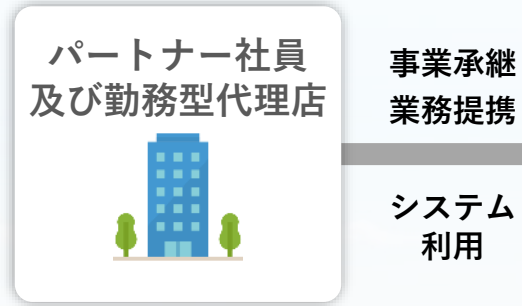 パートナー社員
及び勤務型代理店
事業承継
業務提携
システム
利用